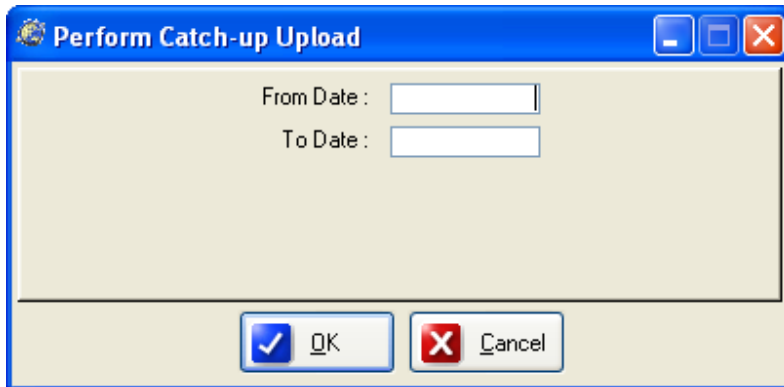 Perform Catch-up Upload
From Date :
To Date :
OK
Cancel